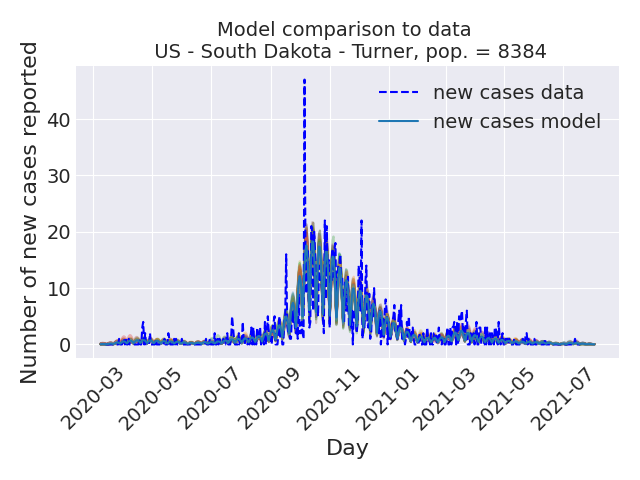 Model comparison to data
US - South Dakota - Turner, pop. = 8384
new cases data
new cases model
Number of new cases reported
40
30
20
10
0
2020-03
2020-05
2020-07
2020-09
2020-11
2021-01
2021-03
2021-05
2021-07
Day